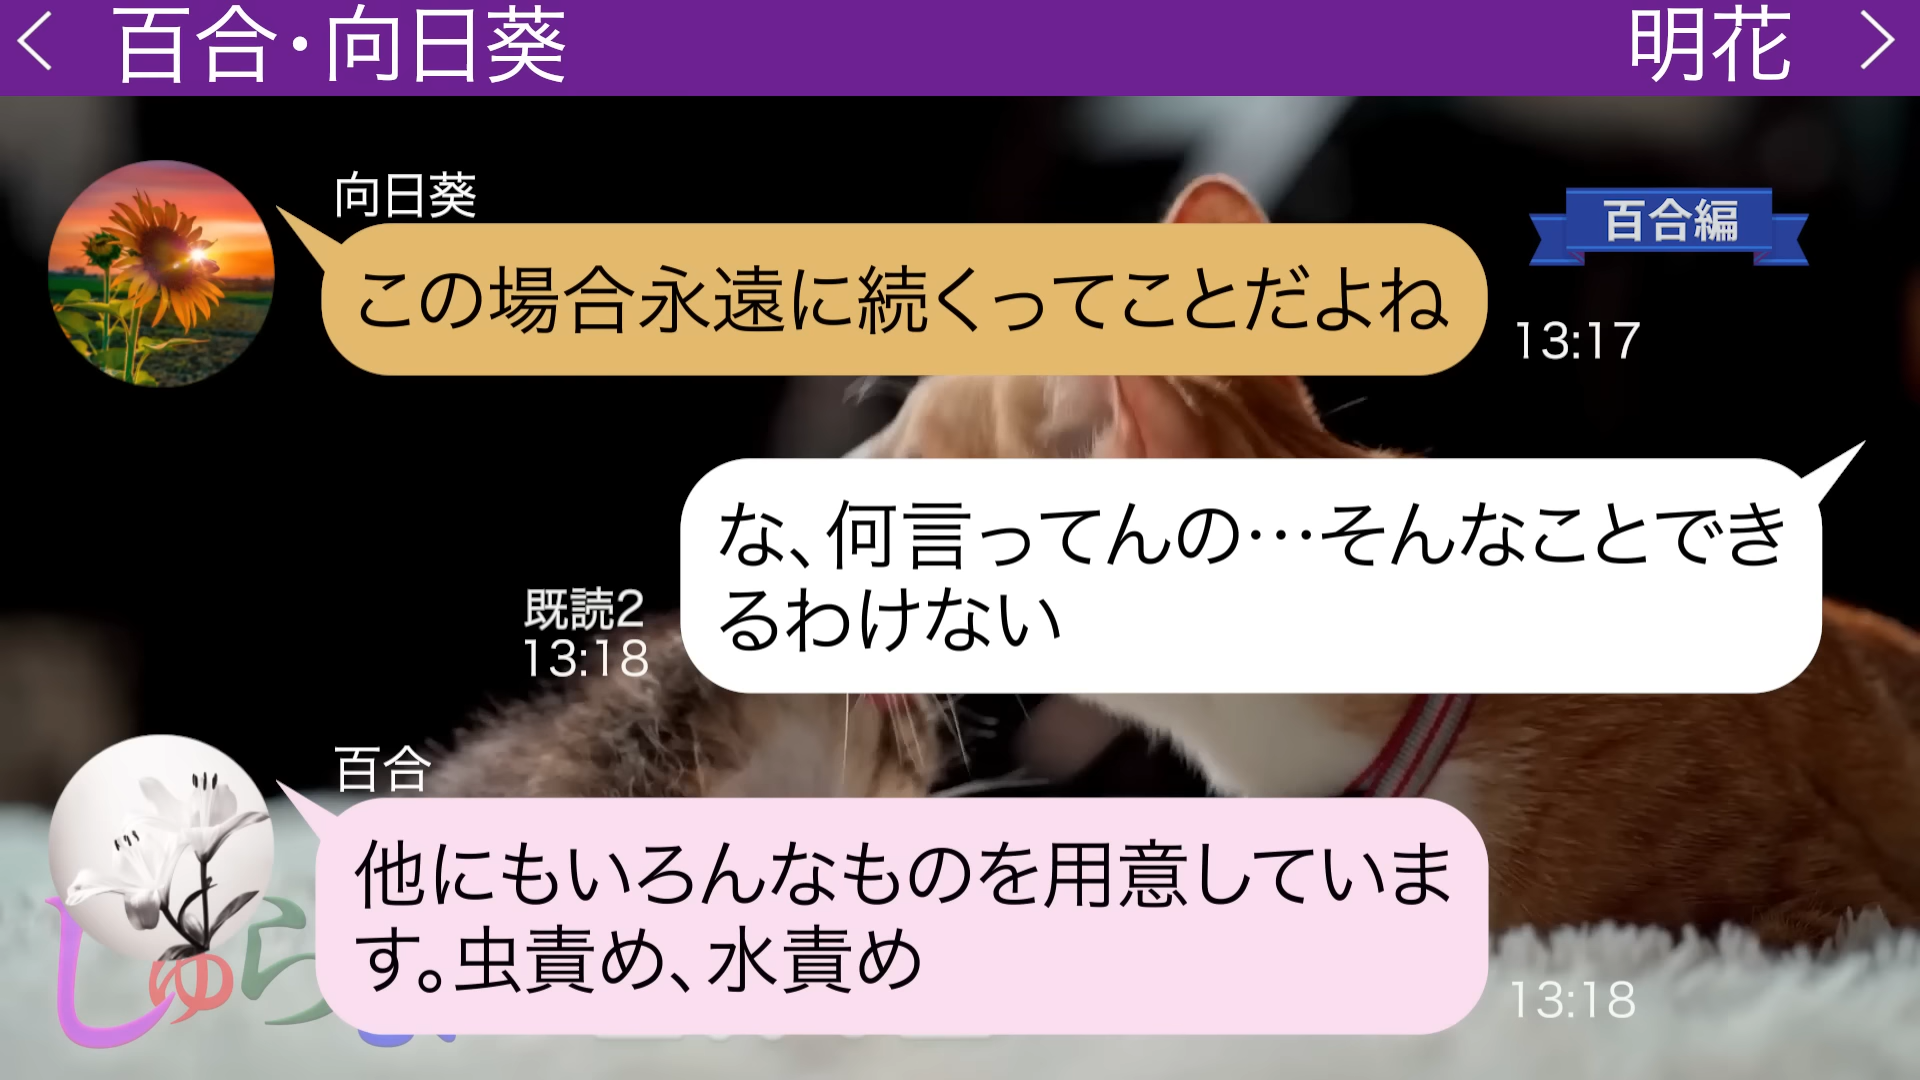 百合・向日葵
明花
向日葵
百合編
この場合永遠に続くってことだよね
13:17
な、何言ってんの…そんなことでき
るわけない
既読2
13:18
百合
他にもいろんなものを用意していま
す。虫責め、水責め
13:18
しゅら